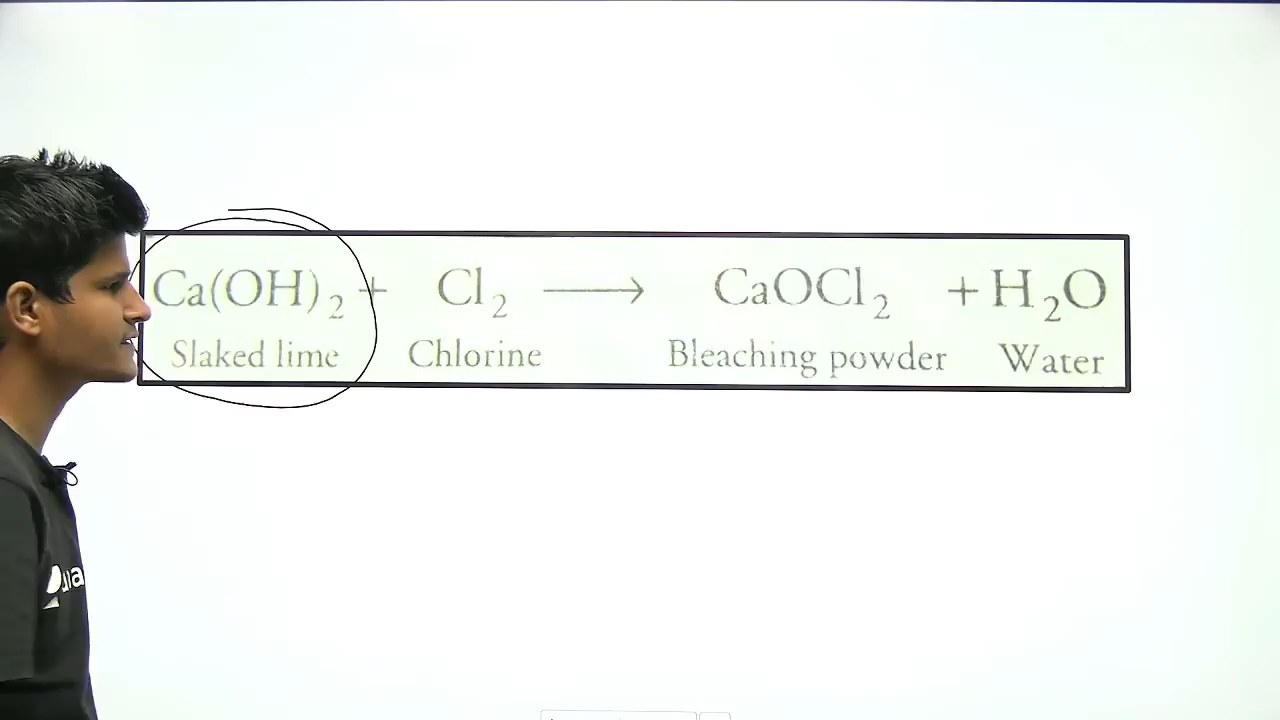 Ca(OH)₂ + Cl₂ ⟶ CaOCl₂ + H₂O
Slaked lime Chlorine Bleaching powder Water